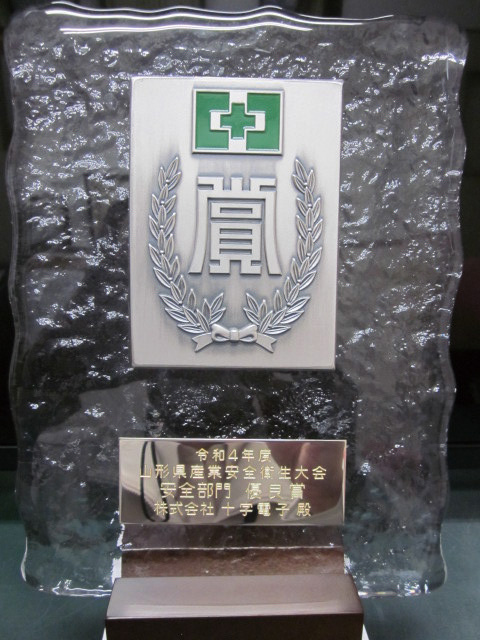 賞
令和4年度
山形県産業安全衛生大会
安全部門 優良賞
株式会社 十字電子 殿